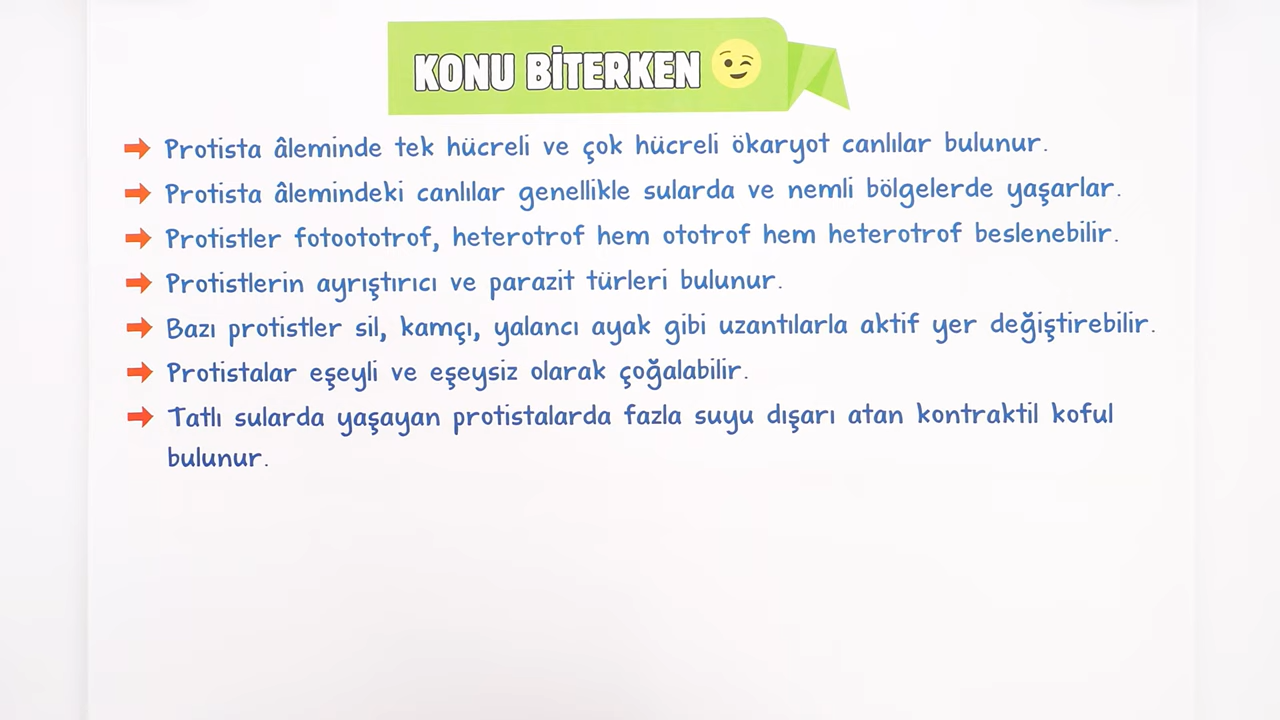 KONU BİTERKEN
Protista âleminde tek hücreli ve çok hücreli ökaryot canlılar bulunur.
Protista âlemindeki canlılar genellikle sularda ve nemli bölgelerde yaşarlar.
Protistler fotoototrof, heterotrof hem ototrof hem heterotrof beslenebilir.
Protistlerin ayrıştırıcı ve parazit türleri bulunur.
Bazı protistler sil, kamçı, yalancı ayak gibi uzantılarla aktif yer değiştirebilir.
Protistalar eşeyli ve eşeysiz olarak çoğalabilir.
Tatlı sularda yaşayan protistalarda fazla suyu dışarı atan kontraktil koful
bulunur.